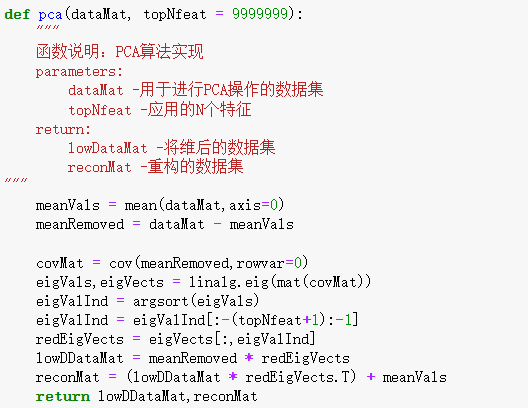 def pca(dataMat, topNfeat = 9999999):
    """
    函数说明：PCA算法实现
    parameters:
        dataMat -用于进行PCA操作的数据集
        topNfeat -应用的N个特征
    return:
        lowDataMat -将维后的数据集
        reconMat -重构的数据集
"""
    meanVals = mean(dataMat,axis=0)
    meanRemoved = dataMat - meanVals

    covMat = cov(meanRemoved,rowvar=0)
    eigVals,eigVects = linalg.eig(mat(covMat))
    eigValInd = argsort(eigVals)
    eigValInd = eigValInd[:-(topNfeat+1):-1]
    redEigVects = eigVects[:,eigValInd]
    lowDDataMat = meanRemoved * redEigVects
    reconMat = (lowDDataMat * redEigVects.T) + meanVals
    return lowDDataMat,reconMat